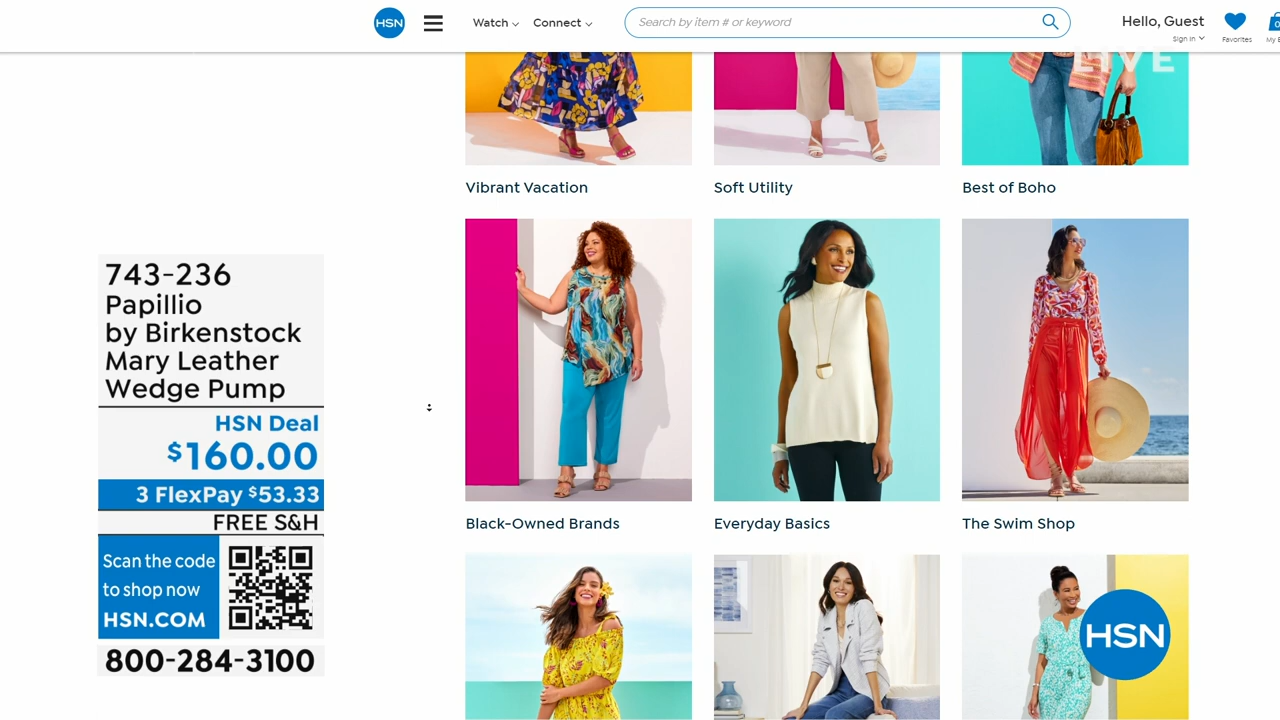 HSN
Watch
Connect
Search by item # or keyword
Hello, Guest
Sign In
Favorites
0
LIVE
Vibrant Vacation
Soft Utility
Best of Boho
743-236
Papillio
by Birkenstock
Mary Leather
Wedge Pump
HSN Deal
$160.00
3 FlexPay $53.33
FREE S&H
Scan the code
to shop now
HSN.COM
800-284-3100
Black-Owned Brands
Everyday Basics
The Swim Shop
HSN